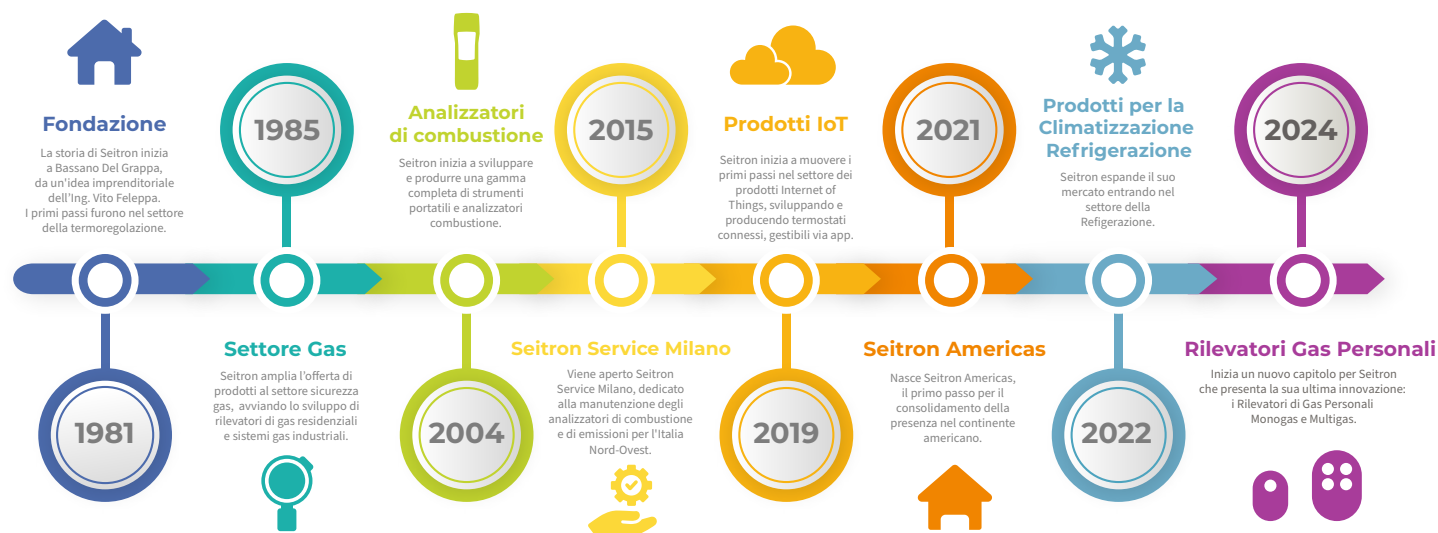 Fondazione
La storia di Seitron inizia
a Bassano Del Grappa,
da un'idea imprenditoriale
dell'Ing. Vito Feleppa.
I primi passi furono nel settore
della termoregolazione.
1981
1985
Settore Gas
Seitron amplia l'offerta di
prodotti al settore sicurezza
gas, avviando lo sviluppo di
rilevatori di gas residenziali
e sistemi gas industriali.
Analizzatori
di combustione
Seitron inizia a sviluppare
e produrre una gamma
completa di strumenti
portatili e analizzatori
combustione.
2004
2015
Seitron Service Milano
Viene aperto Seitron
Service Milano, dedicato
alla manutenzione degli
analizzatori di combustione
e di emissioni per l'Italia
Nord-Ovest.
Prodotti IoT
Seitron inizia a muovere i
primi passi nel settore dei
prodotti Internet of
Things, sviluppando e
producendo termostati
connessi, gestibili via app.
2019
2021
Seitron Americas
Nasce Seitron Americas,
il primo passo per il
consolidamento della
presenza nel continente
americano.
Prodotti per la
Climatizzazione
Refrigerazione
Seitron espande il suo
mercato entrando nel
settore della
Refigerazione.
2022
2024
Rilevatori Gas Personali
Inizia un nuovo capitolo per Seitron
che presenta la sua ultima innovazione:
i Rilevatori di Gas Personali
Monogas e Multigas.